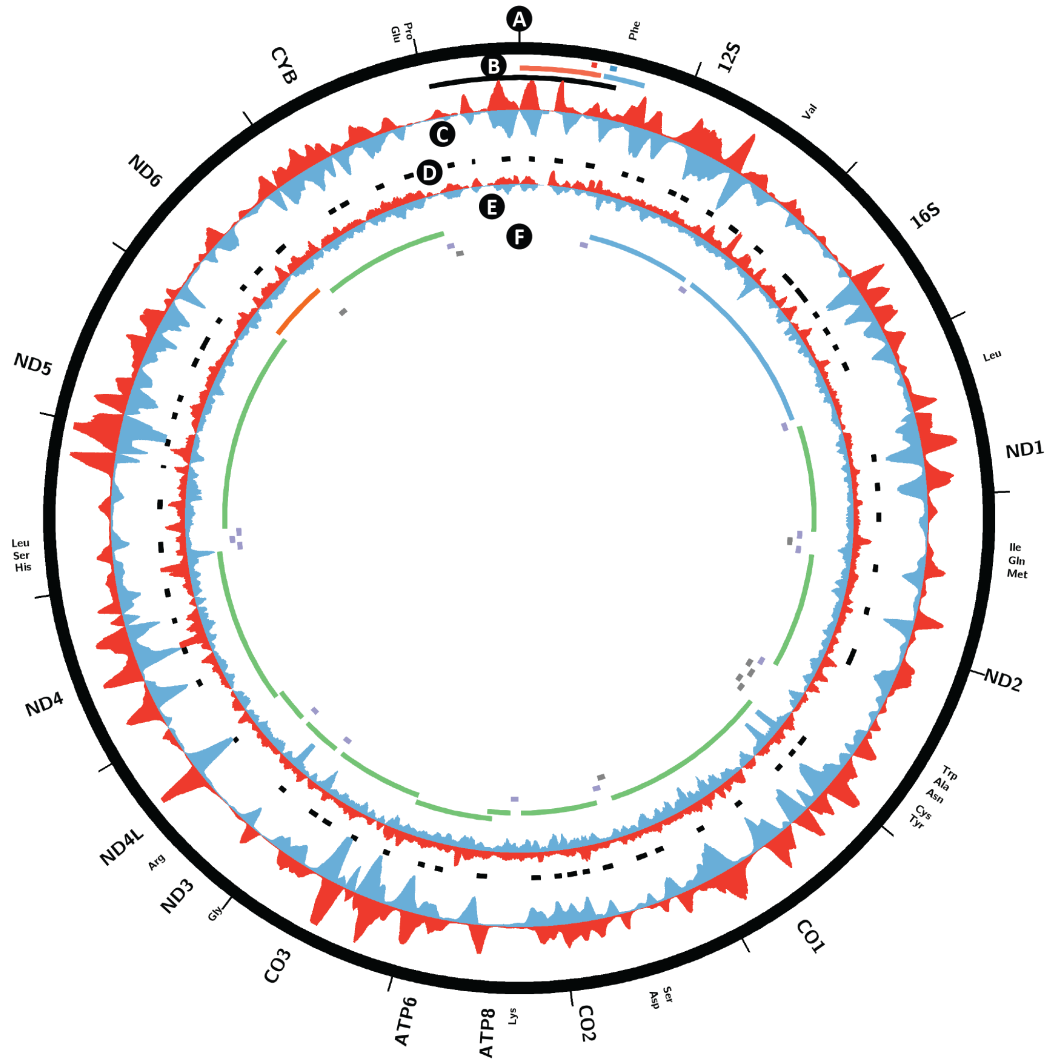 A
B
C
D
E
F
Phe
12S
Val
16S
Leu
ND1
Ile
Gln
Met
ND2
Trp
Ala
Asn
Cys
Tyr
CO1
Ser
Asp
CO2
Lys
ATP8
ATP6
CO3
Gly
ND3
Arg
ND4L
ND4
Leu
Ser
His
ND5
ND6
CYB
Pro
Glu